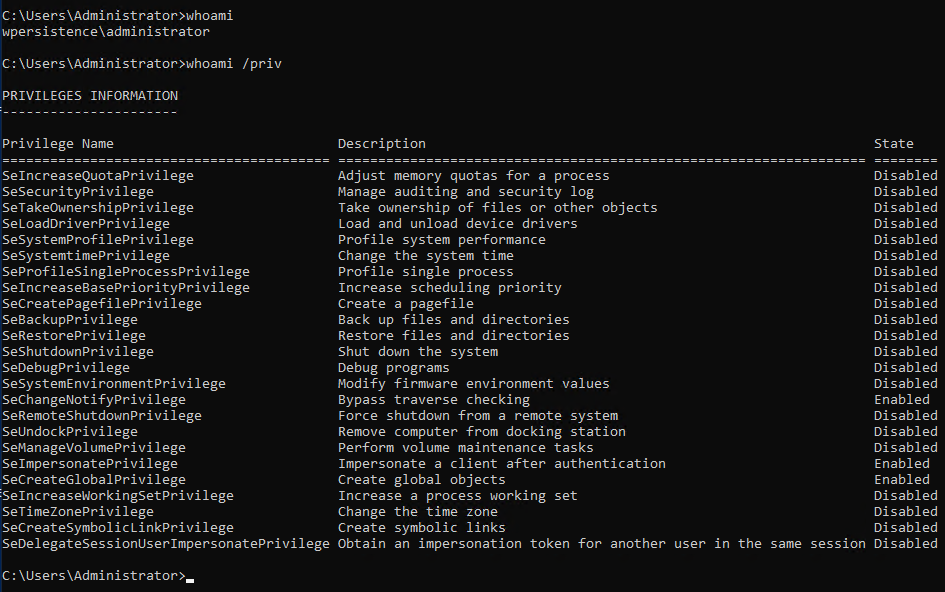 C:\Users\Administrator>whoami
wpersistence\administrator
C:\Users\Administrator>whoami /priv
PRIVILEGES INFORMATION
----------------------
Privilege Name                            Description                                                        State
========================================= ================================================================== ========
SeIncreaseQuotaPrivilege                  Adjust memory quotas for a process                                 Disabled
SeSecurityPrivilege                       Manage auditing and security log                                   Disabled
SeTakeOwnershipPrivilege                  Take ownership of files or other objects                           Disabled
SeLoadDriverPrivilege                     Load and unload device drivers                                     Disabled
SeSystemProfilePrivilege                  Profile system performance                                         Disabled
SeSystemtimePrivilege                     Change the system time                                             Disabled
SeProfileSingleProcessPrivilege           Profile single process                                             Disabled
SeIncreaseBasePriorityPrivilege           Increase scheduling priority                                       Disabled
SeCreatePagefilePrivilege                 Create a pagefile                                                  Disabled
SeBackupPrivilege                         Back up files and directories                                      Disabled
SeRestorePrivilege                        Restore files and directories                                      Disabled
SeShutdownPrivilege                       Shut down the system                                               Disabled
SeDebugPrivilege                          Debug programs                                                     Disabled
SeSystemEnvironmentPrivilege              Modify firmware environment values                                 Disabled
SeChangeNotifyPrivilege                   Bypass traverse checking                                           Enabled
SeRemoteShutdownPrivilege                 Force shutdown from a remote system                                Disabled
SeUndockPrivilege                         Remove computer from docking station                               Disabled
SeManageVolumePrivilege                   Perform volume maintenance tasks                                   Disabled
SeImpersonatePrivilege                    Impersonate a client after authentication                          Enabled
SeCreateGlobalPrivilege                   Create global objects                                              Enabled
SeIncreaseWorkingSetPrivilege             Increase a process working set                                     Disabled
SeTimeZonePrivilege                       Change the time zone                                               Disabled
SeCreateSymbolicLinkPrivilege             Create symbolic links                                              Disabled
SeDelegateSessionUserImpersonatePrivilege Obtain an impersonation token for another user in the same session Disabled
C:\Users\Administrator>